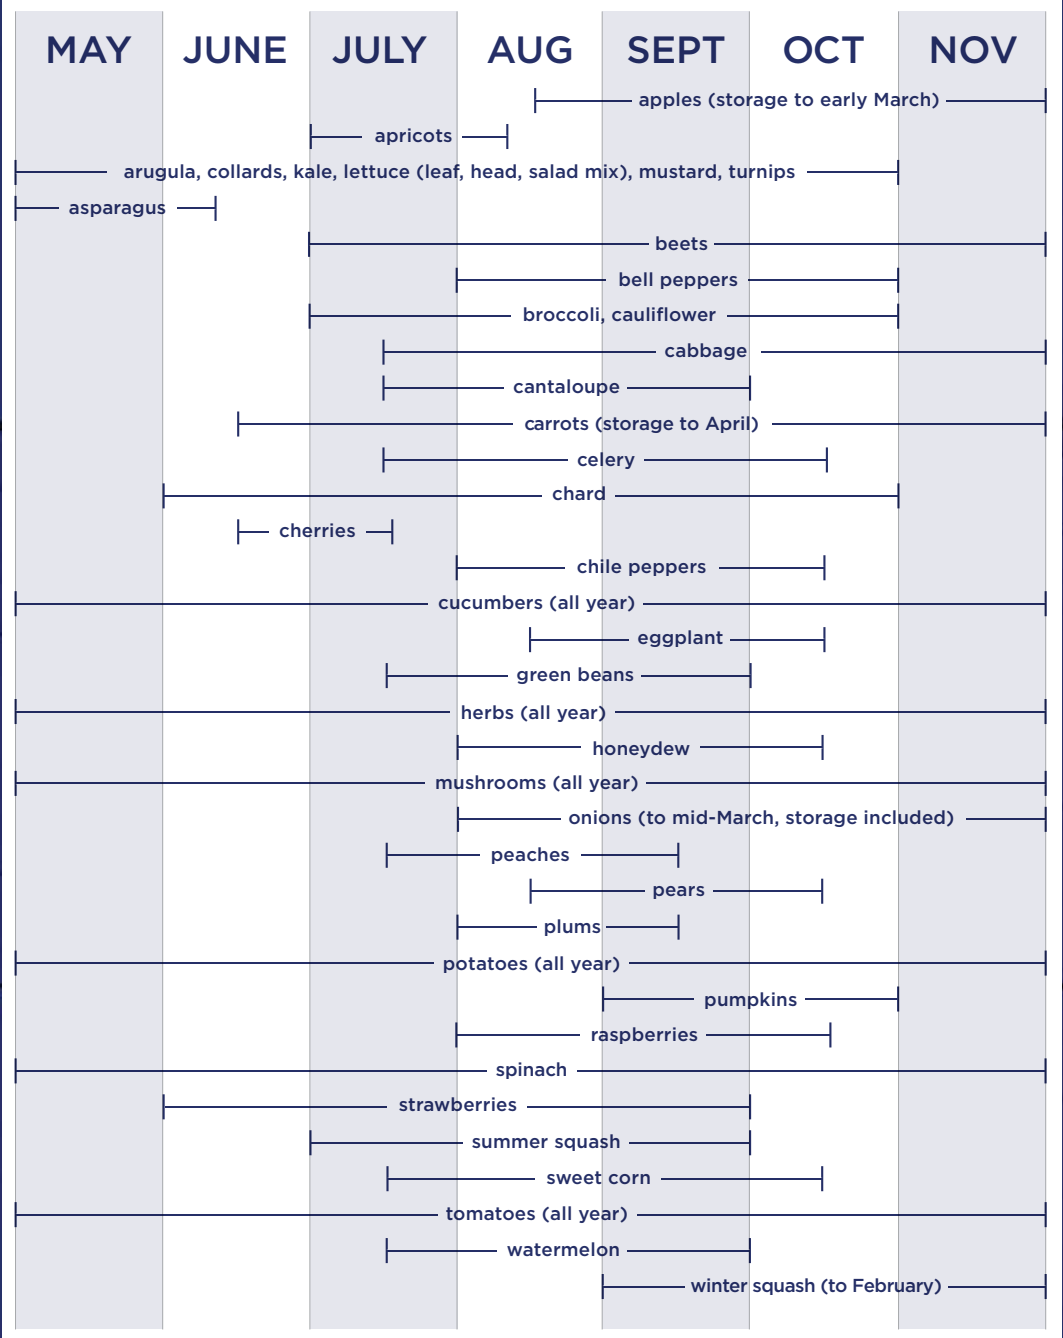 MAY JUNE JULY AUG SEPT OCT NOV
apples (storage to early March)
apricots
arugula, collards, kale, lettuce (leaf, head, salad mix), mustard, turnips
asparagus
beets
bell peppers
broccoli, cauliflower
cabbage
cantaloupe
carrots (storage to April)
celery
chard
cherries
chile peppers
cucumbers (all year)
eggplant
green beans
herbs (all year)
honeydew
mushrooms (all year)
onions (to mid-March, storage included)
peaches
pears
plums
potatoes (all year)
pumpkins
raspberries
spinach
strawberries
summer squash
sweet corn
tomatoes (all year)
watermelon
winter squash (to February)